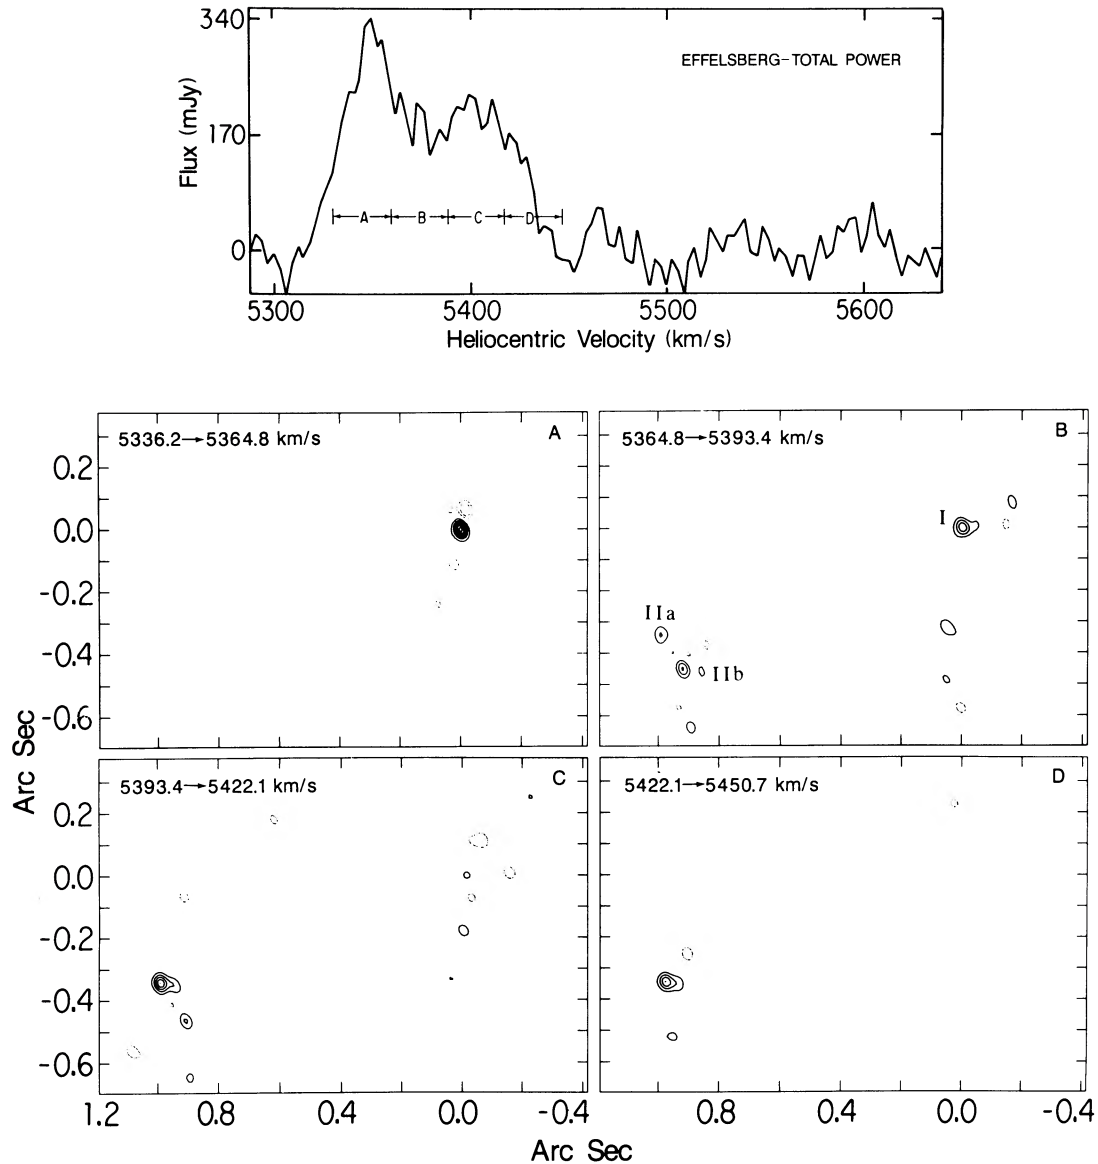 340
170
0
Flux (mJy)
EFFELSBERG-TOTAL POWER
A B C D
5300 5400 5500 5600
Heliocentric Velocity (km/s)
5336.2→5364.8 km/s A
5364.8→5393.4 km/s B
0.2
0.0
-0.2
-0.4
-0.6
I
IIa
IIb
Arc Sec
5393.4→5422.1 km/s C
5422.1→5450.7 km/s D
0.2
0.0
-0.2
-0.4
-0.6
1.2 0.8 0.4 0.0 -0.4
0.8 0.4 0.0 -0.4
Arc Sec